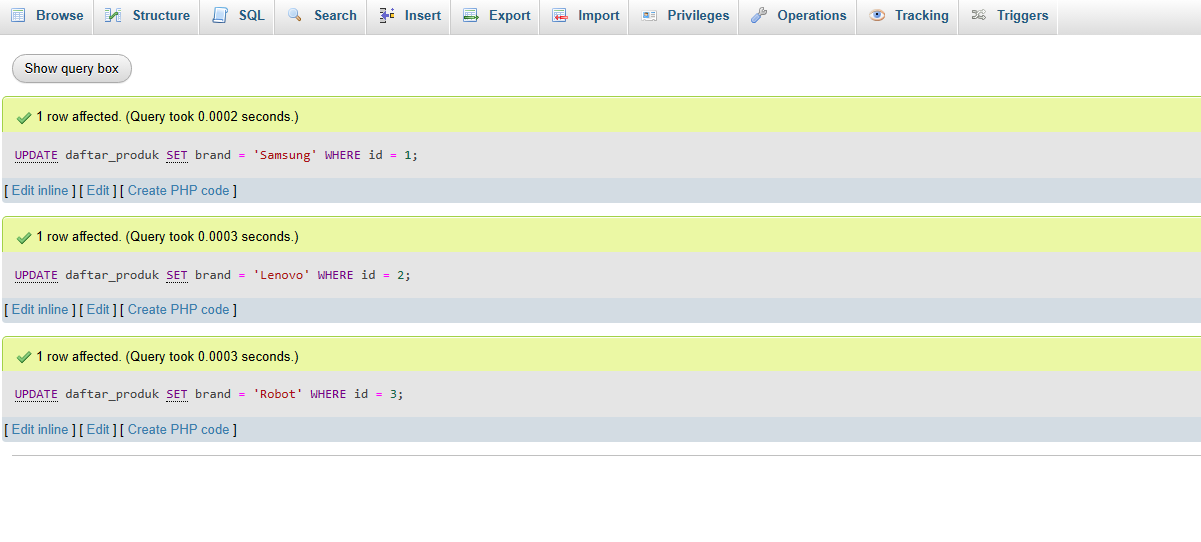 Browse Structure SQL Search Insert Export Import Privileges Operations Tracking Triggers
Show query box
1 row affected. (Query took 0.0002 seconds.)
UPDATE daftar_produk SET brand = 'Samsung' WHERE id = 1;
[ Edit inline ] [ Edit ] [ Create PHP code ]
1 row affected. (Query took 0.0003 seconds.)
UPDATE daftar_produk SET brand = 'Lenovo' WHERE id = 2;
[ Edit inline ] [ Edit ] [ Create PHP code ]
1 row affected. (Query took 0.0003 seconds.)
UPDATE daftar_produk SET brand = 'Robot' WHERE id = 3;
[ Edit inline ] [ Edit ] [ Create PHP code ]